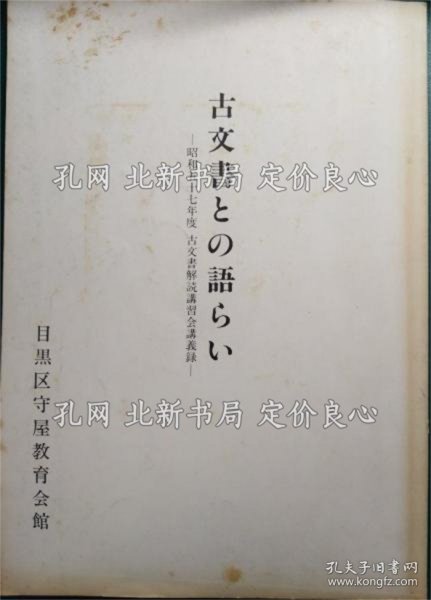 古文書との語らい
―昭和五十七年度 古文書解読講習会講義録―
目黒区守屋教育会館
孔网 北新书局 定价良心
孔网 北新书局 定价良心
孔夫子旧书网
www.kongfz.com